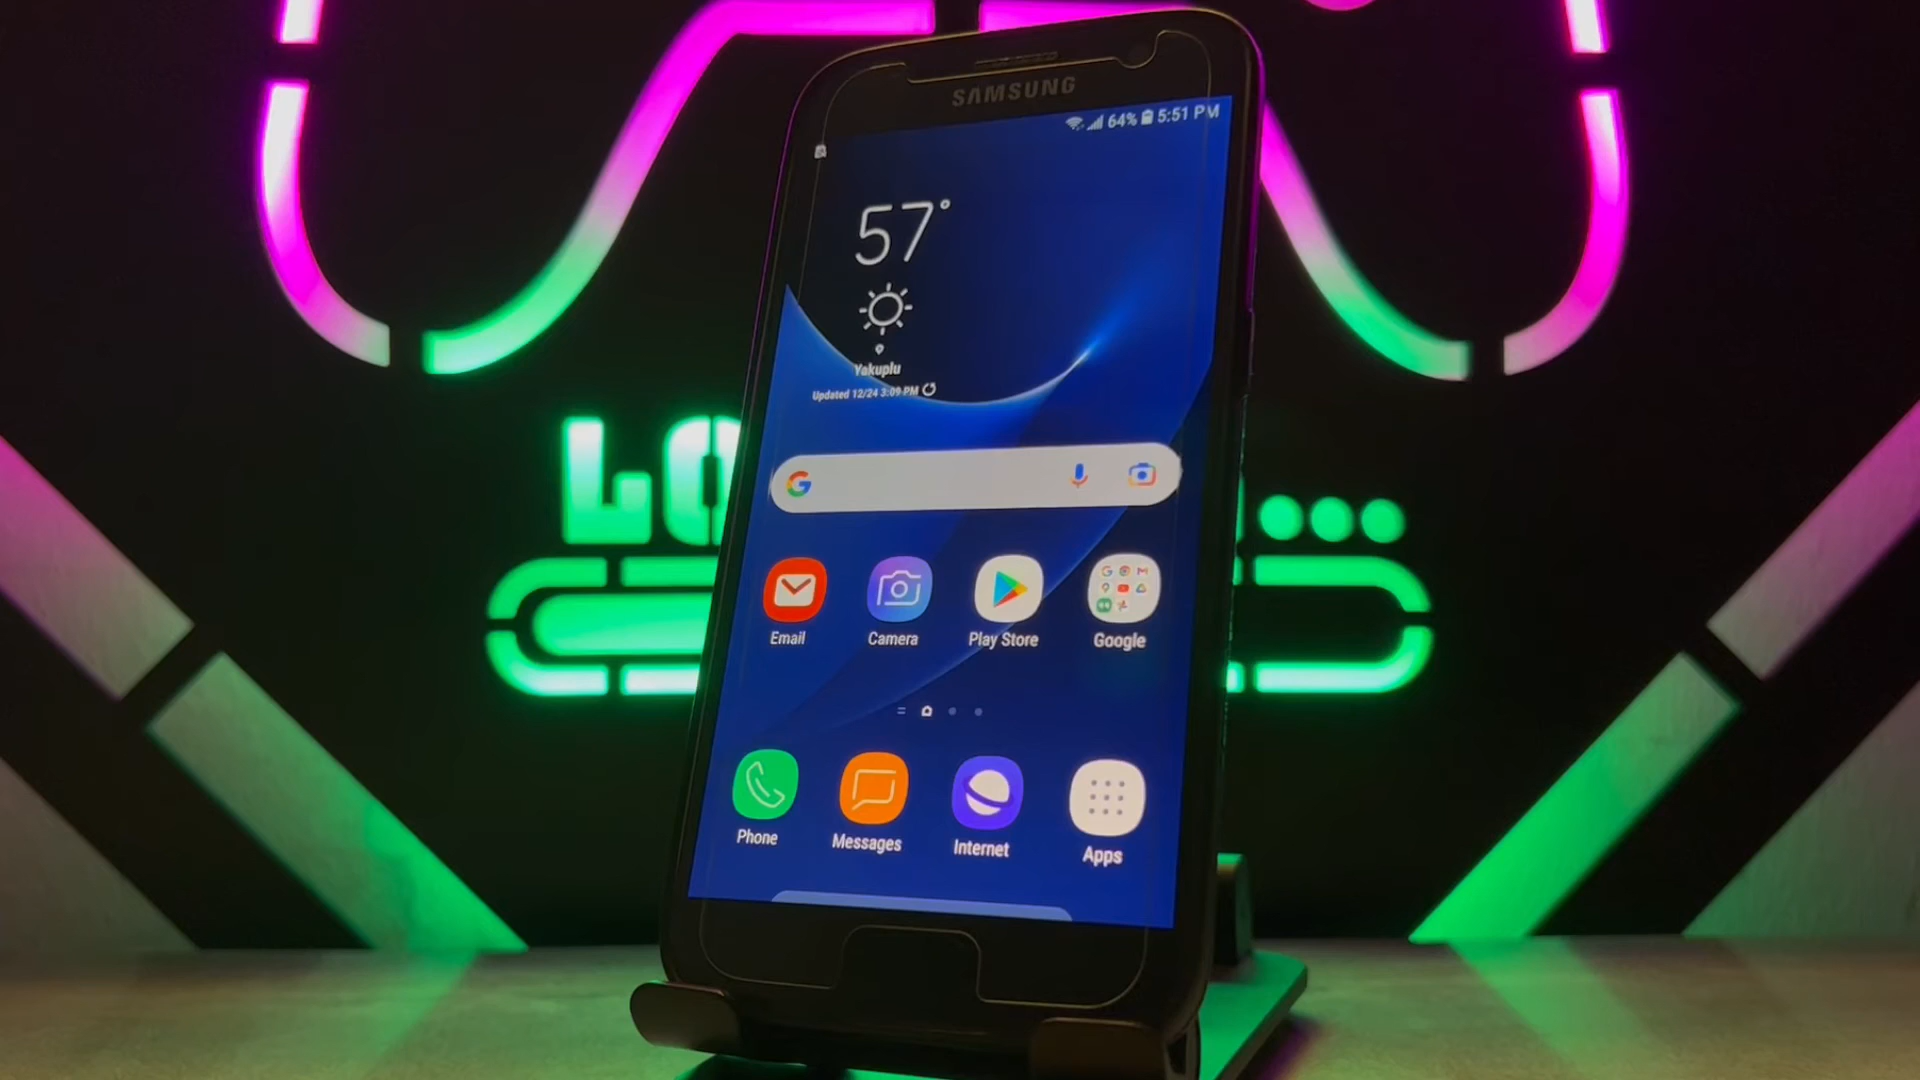 SAMSUNG
64% 5:51 PM
57°
Yakuplu
Updated 12/24 3:09 PM
Email Camera Play Store Google
Phone Messages Internet Apps